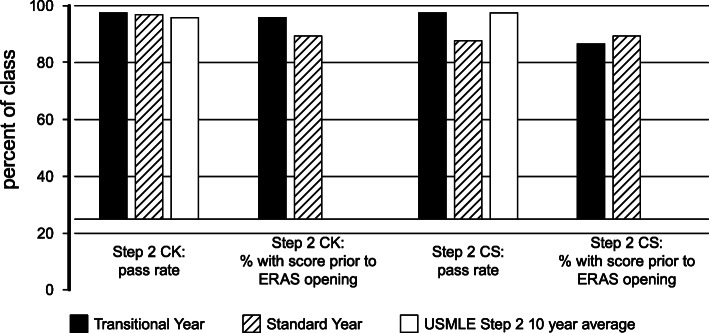 percent of class
100
80
60
40
20
0
Step 2 CK:
pass rate
Step 2 CK:
% with score prior to
ERAS opening
Step 2 CS:
pass rate
Step 2 CS:
% with score prior to
ERAS opening
Transitional Year
Standard Year
USMLE Step 2 10 year average